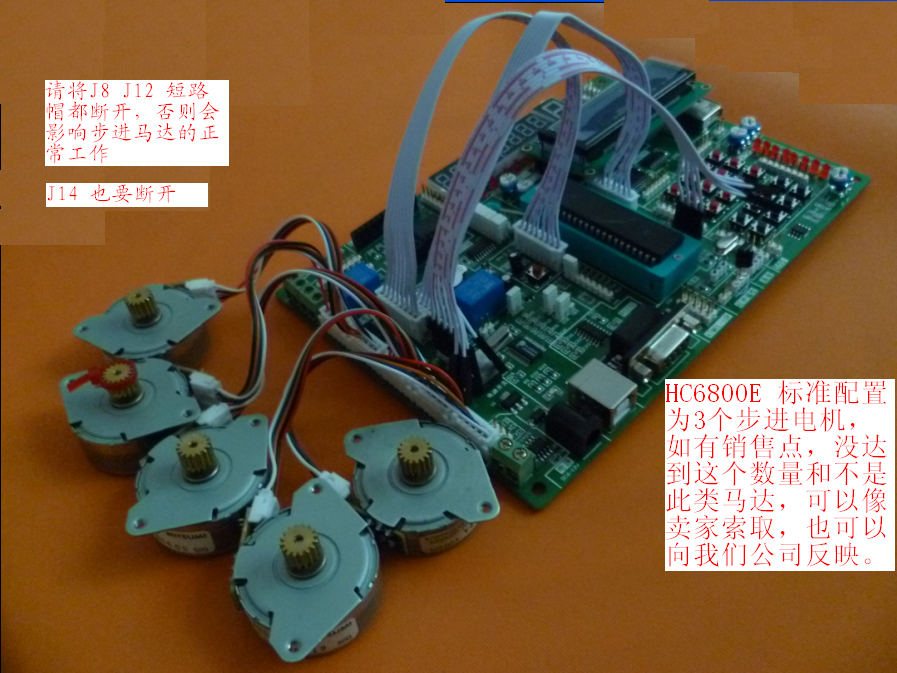 请将J8 J12 短路
帽都断开，否则会
影响步进马达的正
常工作
J14 也要断开
HC6800E 标准配置
为3个步进电机，
如有销售点，没达
到这个数量和不是
此类马达，可以像
卖家索取，也可以
向我们公司反映。
MITSUMI